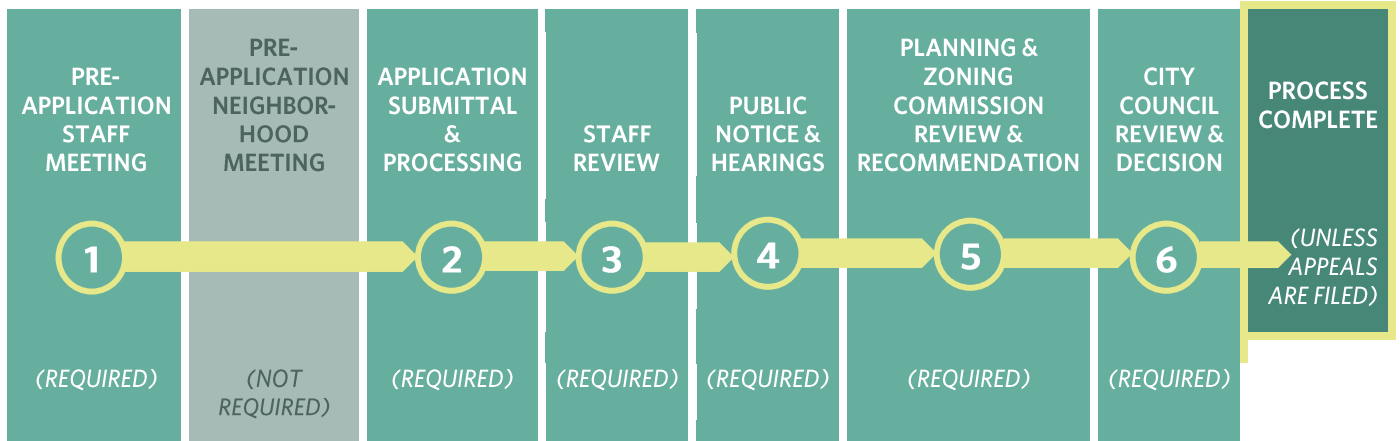 PRE-
APPLICATION
STAFF
MEETING
1
(REQUIRED)
PRE-
APPLICATION
NEIGHBOR-
HOOD
MEETING
(NOT
REQUIRED)
APPLICATION
SUBMITTAL
&
PROCESSING
2
(REQUIRED)
STAFF
REVIEW
3
(REQUIRED)
PUBLIC
NOTICE &
HEARINGS
4
(REQUIRED)
PLANNING &
ZONING
COMMISSION
REVIEW &
RECOMMENDATION
5
(REQUIRED)
CITY
COUNCIL
REVIEW &
DECISION
6
(REQUIRED)
PROCESS
COMPLETE
(UNLESS
APPEALS
ARE FILED)